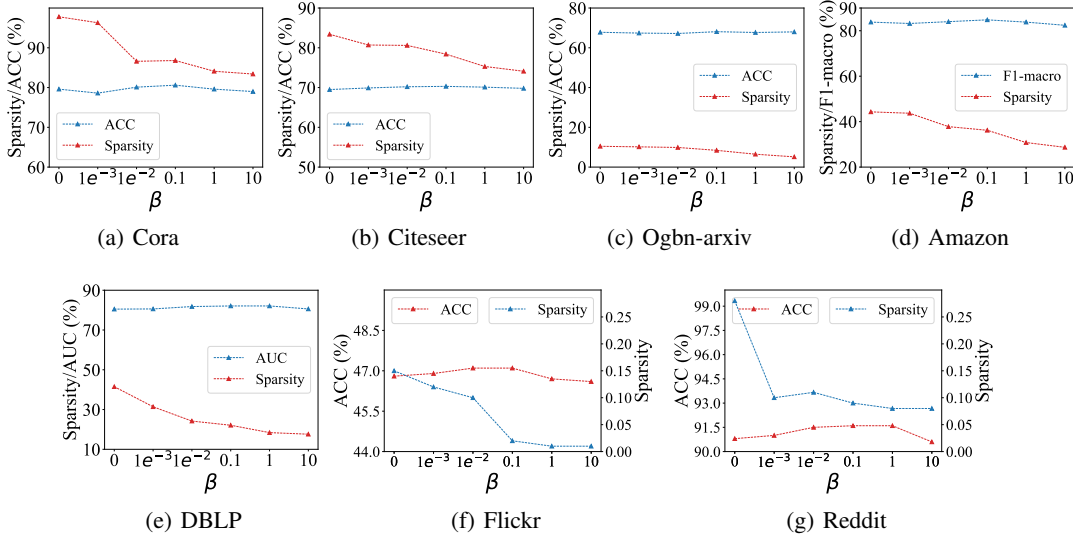 Sparsity/ACC (%)
90
80
70
60
ACC
Sparsity
0
1e⁻³
1e⁻²
0.1
1
10
β
(a) Cora
Sparsity/ACC (%)
90
80
70
60
50
ACC
Sparsity
0
1e⁻³
1e⁻²
0.1
1
10
β
(b) Citeseer
Sparsity/ACC (%)
80
60
40
20
0
ACC
Sparsity
0
1e⁻³
1e⁻²
0.1
1
10
β
(c) Ogbn-arxiv
Sparsity/F1-macro (%)
80
60
40
20
F1-macro
Sparsity
0
1e⁻³
1e⁻²
0.1
1
10
β
(d) Amazon
Sparsity/AUC (%)
90
70
50
30
10
AUC
Sparsity
0
1e⁻³
1e⁻²
0.1
1
10
β
(e) DBLP
ACC (%)
48.5
47.0
45.5
44.0
ACC
Sparsity
0.25
0.20
0.15
0.10
0.05
0.00
Sparsity
0
1e⁻³
1e⁻²
0.1
1
10
β
(f) Flickr
ACC (%)
99.0
97.5
96.0
94.5
93.0
91.5
90.0
ACC
Sparsity
0.25
0.20
0.15
0.10
0.05
0.00
Sparsity
0
1e⁻³
1e⁻²
0.1
1
10
β
(g) Reddit